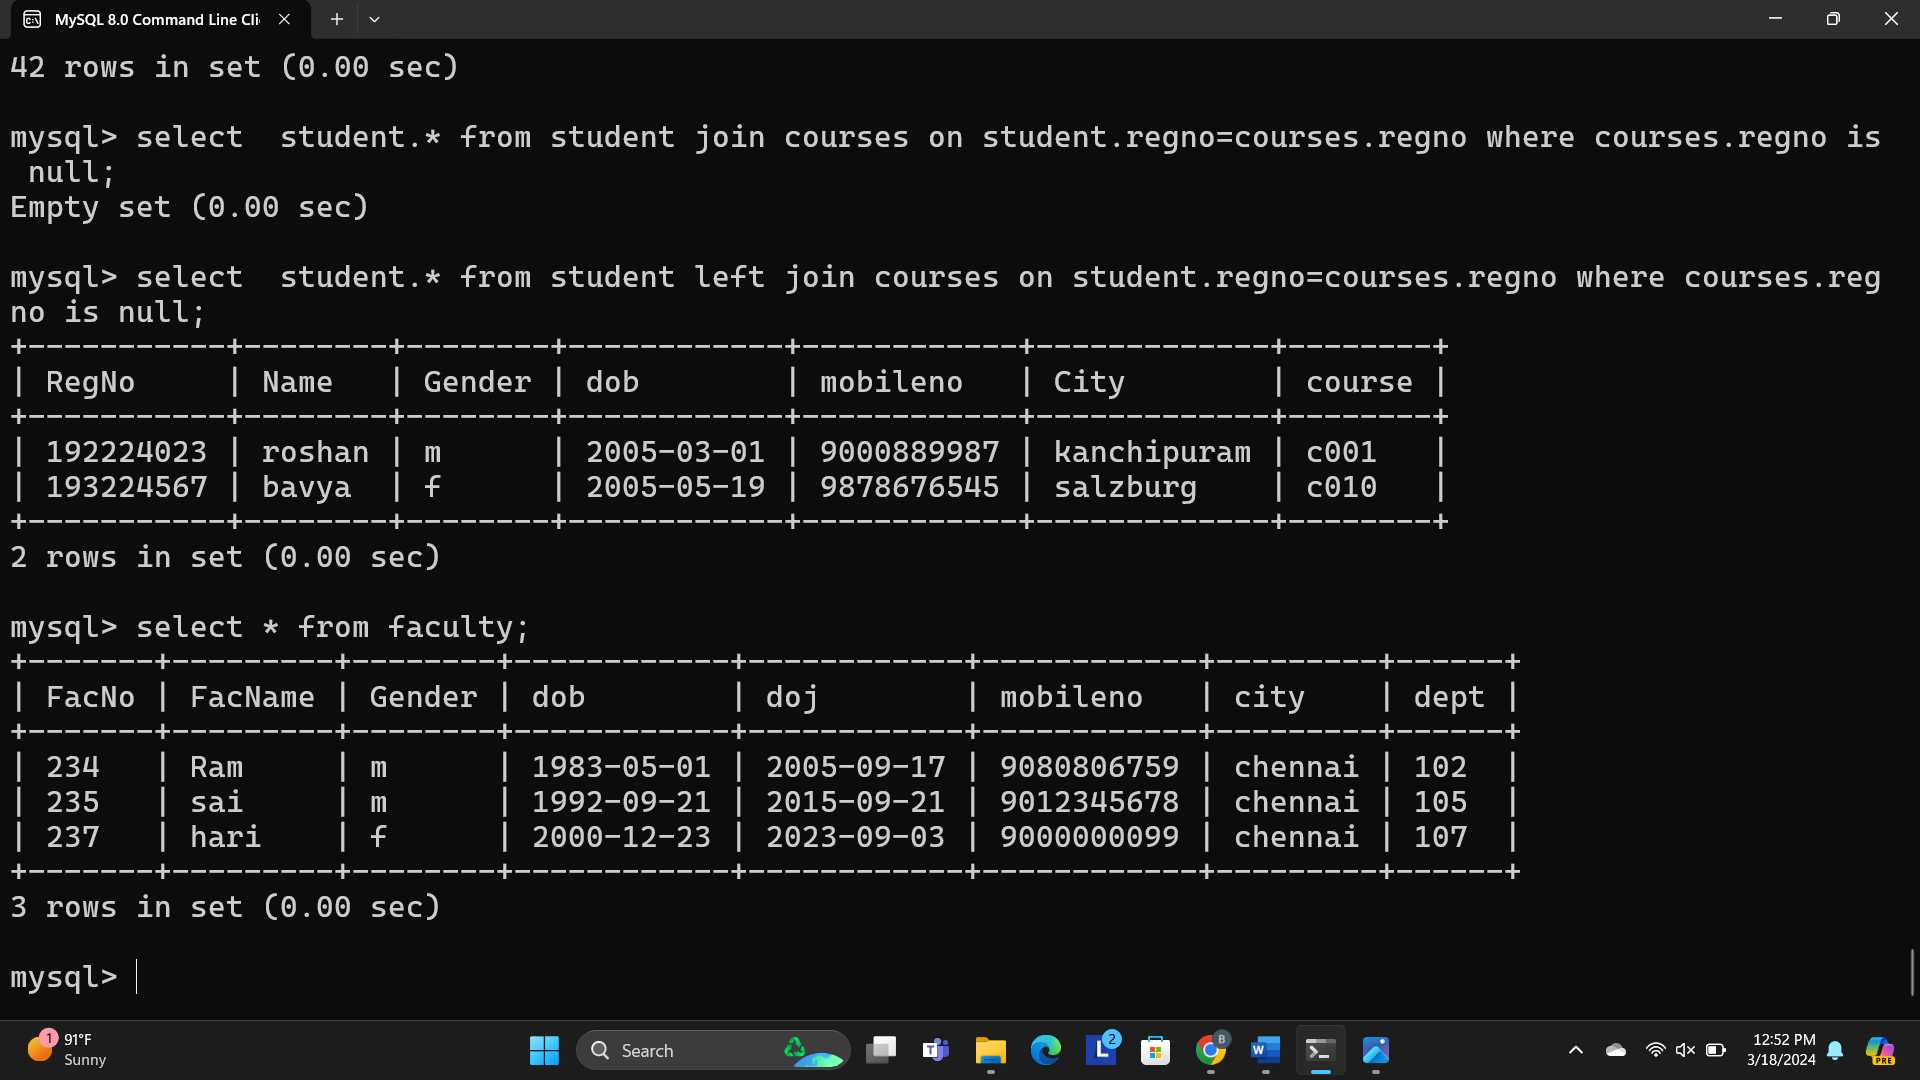 MySQL 8.0 Command Line Cli
42 rows in set (0.00 sec)
mysql> select  student.* from student join courses on student.regno=courses.regno where courses.regno is
 null;
Empty set (0.00 sec)
mysql> select  student.* from student left join courses on student.regno=courses.regno where courses.reg
no is null;
+-----------+--------+--------+------------+------------+-------------+--------+
| RegNo     | Name   | Gender | dob        | mobileno   | City        | course |
+-----------+--------+--------+------------+------------+-------------+--------+
| 192224023 | roshan | m      | 2005-03-01 | 9000889987 | kanchipuram | c001   |
| 193224567 | bavya  | f      | 2005-05-19 | 9878676545 | salzburg    | c010   |
+-----------+--------+--------+------------+------------+-------------+--------+
2 rows in set (0.00 sec)
mysql> select * from faculty;
+-------+---------+--------+------------+------------+------------+---------+------+
| FacNo | FacName | Gender | dob        | doj        | mobileno   | city    | dept |
+-------+---------+--------+------------+------------+------------+---------+------+
| 234   | Ram     | m      | 1983-05-01 | 2005-09-17 | 9080806759 | chennai | 102  |
| 235   | sai     | m      | 1992-09-21 | 2015-09-21 | 9012345678 | chennai | 105  |
| 237   | hari    | f      | 2000-12-23 | 2023-09-03 | 9000000099 | chennai | 107  |
+-------+---------+--------+------------+------------+------------+---------+------+
3 rows in set (0.00 sec)
mysql>
1 91°F
Sunny
Search
T
L 2
B
W
12:52 PM
3/18/2024
PRE